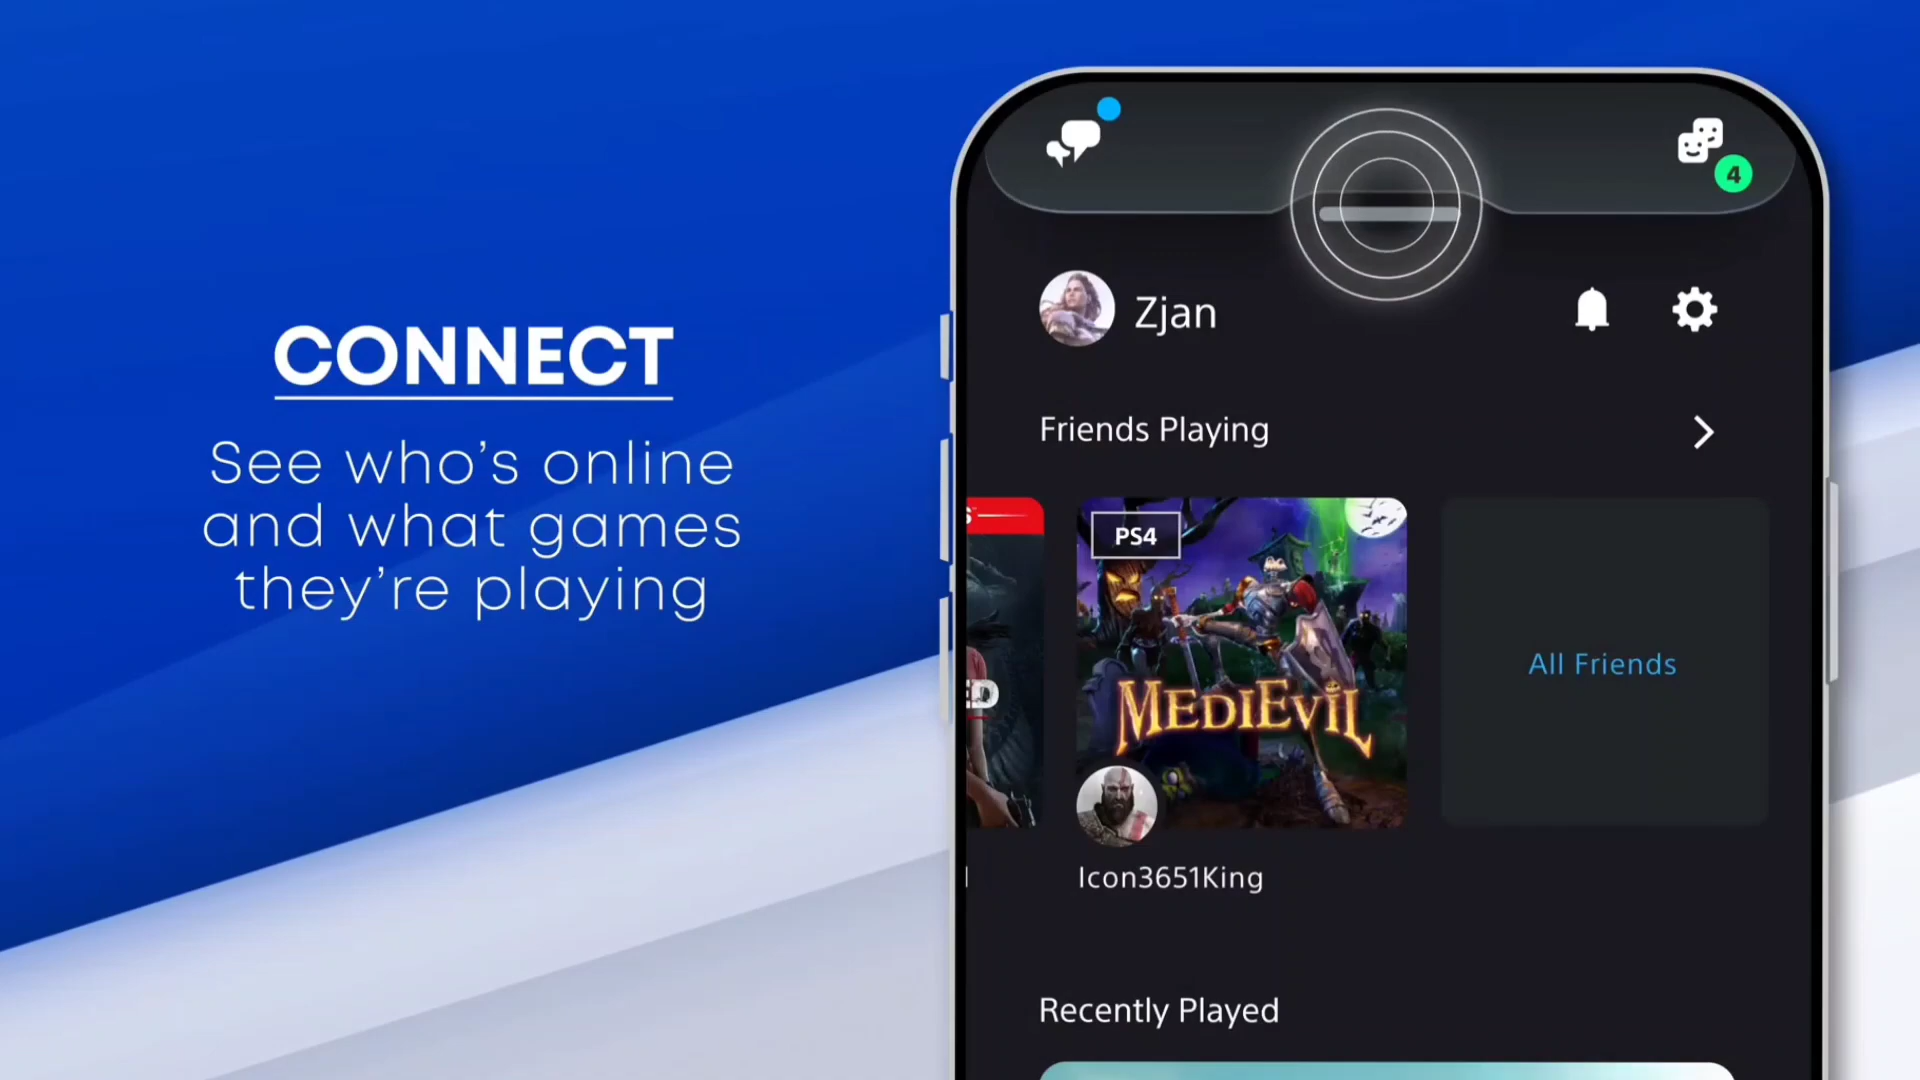 CONNECT
See who's online
and what games
they're playing
4
Zjan
Friends Playing
PS4
MEDIEVIL
All Friends
Icon3651King
Recently Played